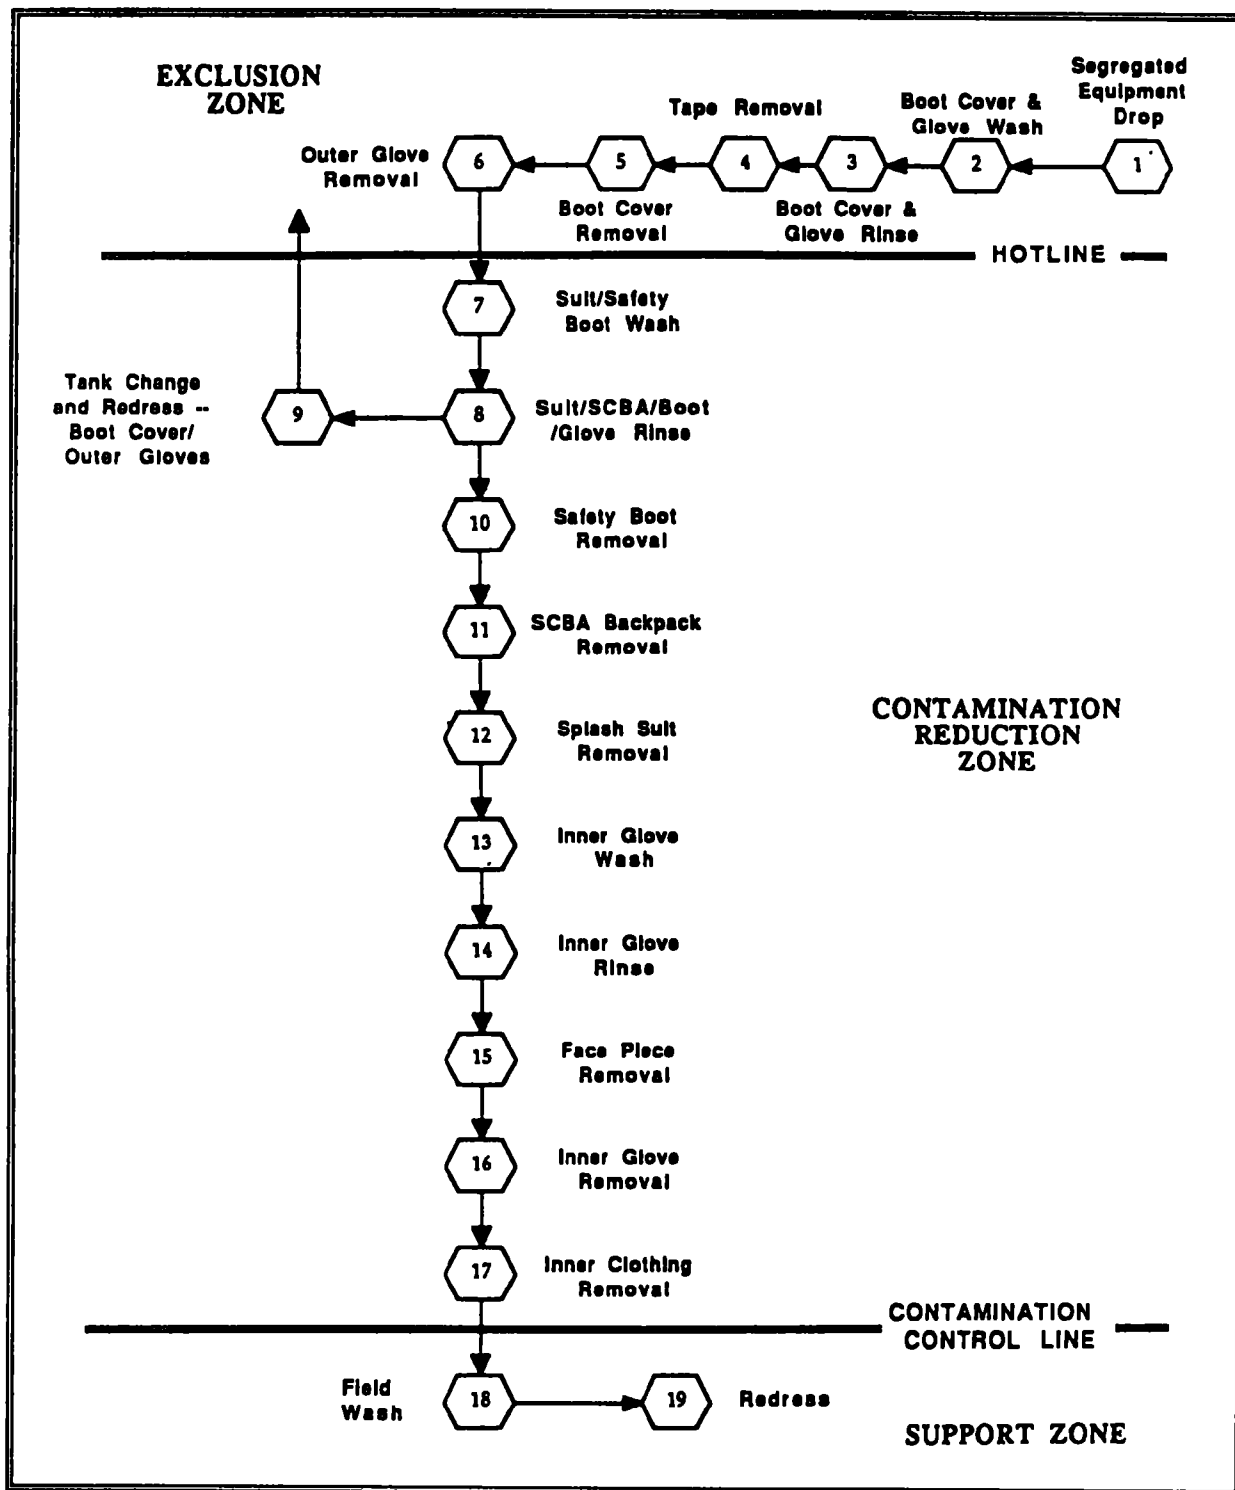 EXCLUSION
ZONE
Segregated
Equipment
Drop
Boot Cover &
Glove Wash
Tape Removal
Outer Glove
Removal
6
5
4
3
2
1
Boot Cover
Removal
Boot Cover &
Glove Rinse
HOTLINE
7
Suit/Safety
Boot Wash
Tank Change
and Redress --
Boot Cover/
Outer Gloves
9
8
Suit/SCBA/Boot
/Glove Rinse
10
Safety Boot
Removal
11
SCBA Backpack
Removal
12
Splash Suit
Removal
CONTAMINATION
REDUCTION
ZONE
13
Inner Glove
Wash
14
Inner Glove
Rinse
15
Face Piece
Removal
16
Inner Glove
Removal
17
Inner Clothing
Removal
CONTAMINATION
CONTROL LINE
Field
Wash
18
19
Redress
SUPPORT ZONE